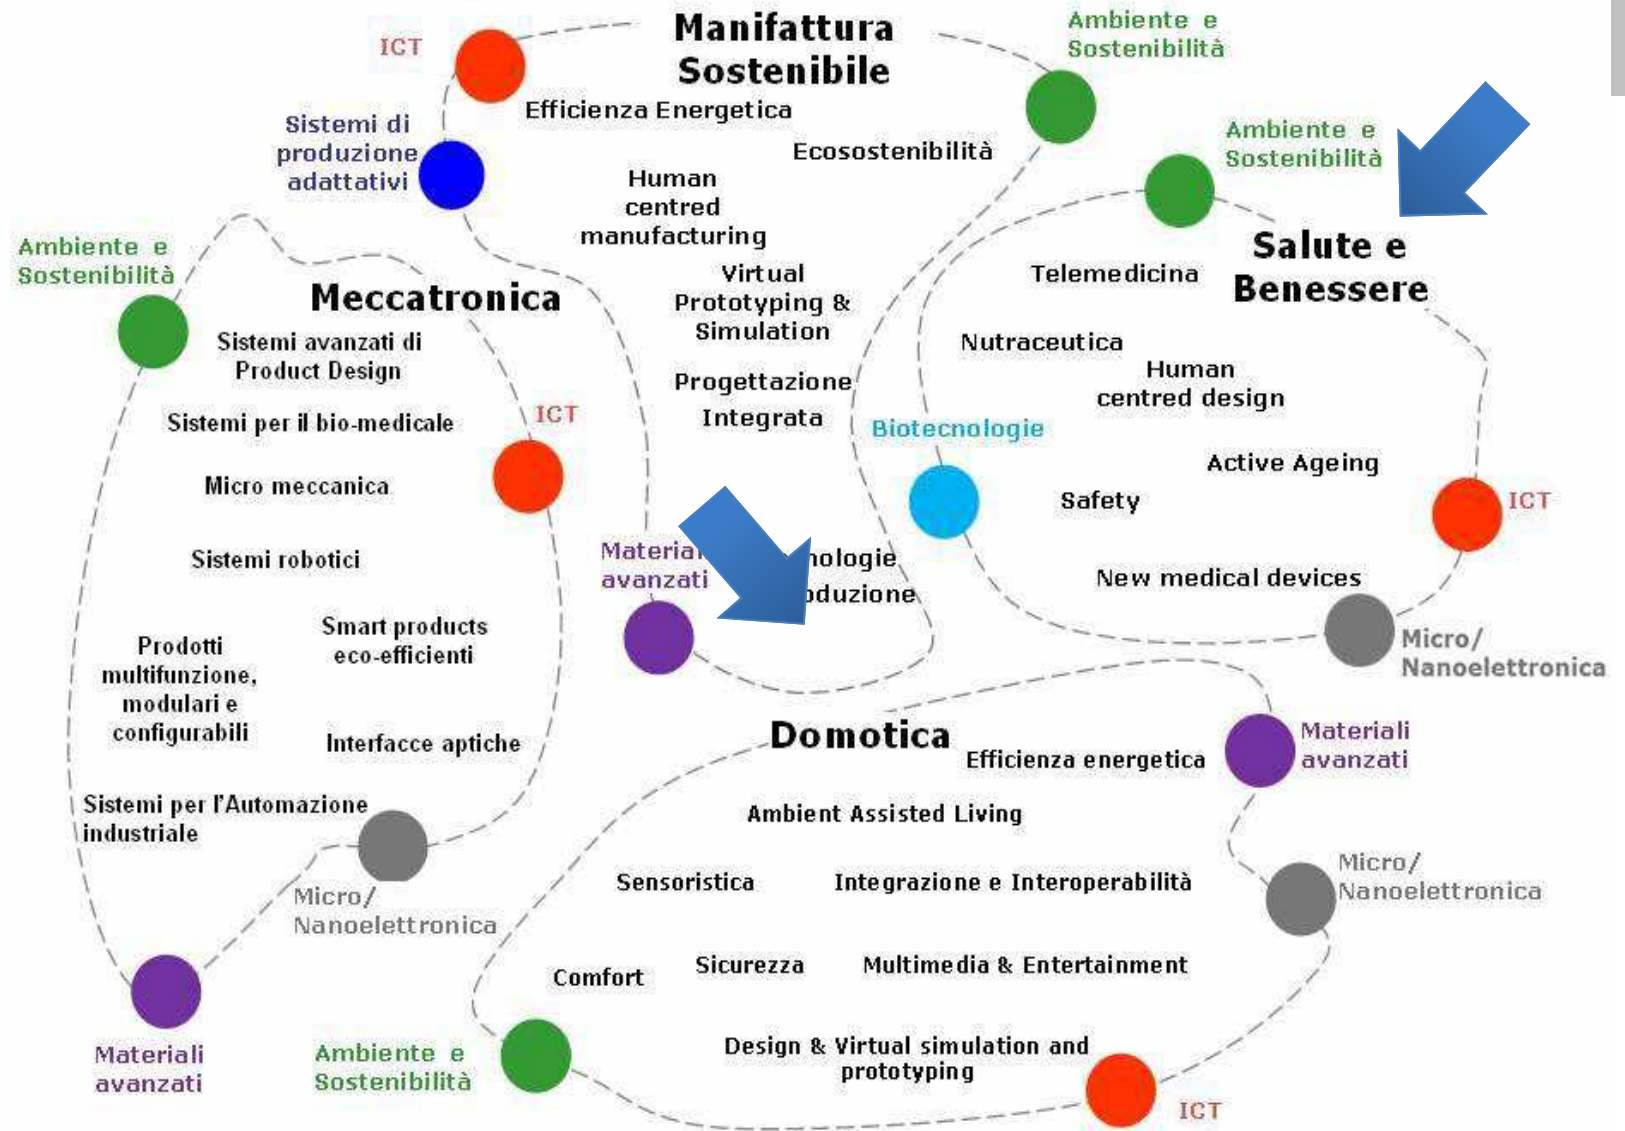 Manifattura
Sostenibile
ICT
Ambiente e
Sostenibilità
Efficienza Energetica
Ecosostenibilità
Sistemi di
produzione
adattativi
Human
centred
manufacturing
Virtual
Prototyping &
Simulation
Progettazione
Integrata
Materiali
avanzati
Ambiente e
Sostenibilità
Salute e
Benessere
Telemedicina
Nutraceutica
Human
centred design
Biotecnologie
Active Ageing
Safety
ICT
New medical devices
Micro/
Nanoelettronica
Ambiente e
Sostenibilità
Meccatronica
Sistemi avanzati di
Product Design
ICT
Sistemi per il bio-medicale
Micro meccanica
Sistemi robotici
Smart products
eco-efficienti
Prodotti
multifunzione,
modulari e
configurabili
Interfacce aptiche
Sistemi per l'Automazione
industriale
Micro/
Nanoelettronica
Materiali
avanzati
Domotica
Efficienza energetica
Materiali
avanzati
Ambient Assisted Living
Sensoristica
Integrazione e Interoperabilità
Micro/
Nanoelettronica
Comfort
Sicurezza
Multimedia & Entertainment
Design & Virtual simulation and
prototyping
Ambiente e
Sostenibilità
ICT